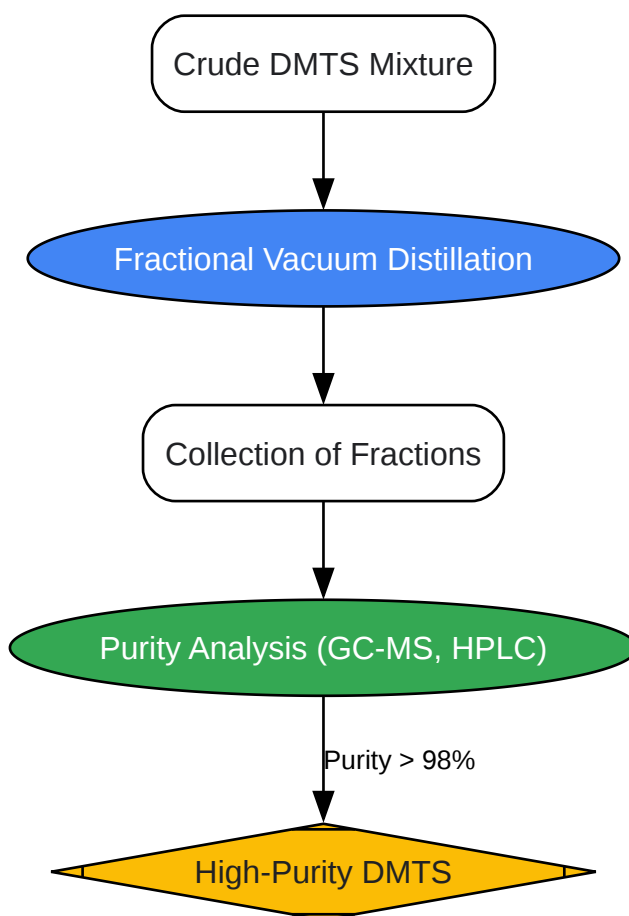 Crude DMTS Mixture
Fractional Vacuum Distillation
Collection of Fractions
Purity Analysis (GC-MS, HPLC)
Purity > 98%
High-Purity DMTS